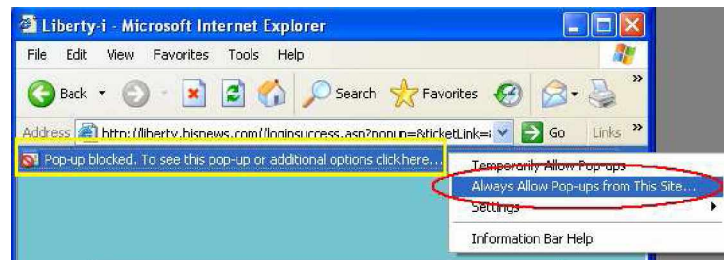 Liberty-i - Microsoft Internet Explorer
File Edit View Favorites Tools Help
Back Search Favorites »
Address http://liberty.bisnews.com//loginsuccess.asp?popup=&ticketLink=i Go Links »
Pop-up blocked. To see this pop-up or additional options click here...
Temporarily Allow Pop-ups
Always Allow Pop-ups from This Site...
Settings
Information Bar Help